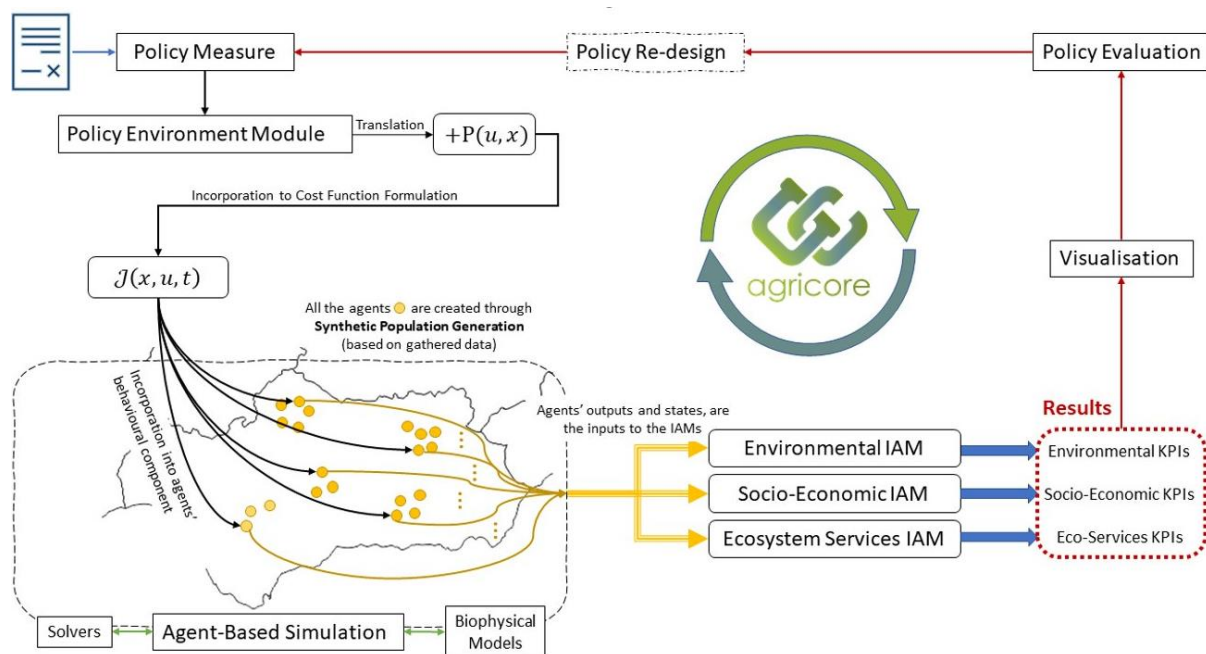 Policy Measure
Policy Re-design
Policy Evaluation
Policy Environment Module
Translation
+P(u, x)
Incorporation to Cost Function Formulation
𝒥(x, u, t)
agricore
Visualisation
All the agents are created through
Synthetic Population Generation
(based on gathered data)
Incorporation into agents'
behavioural component
Agents' outputs and states, are
the inputs to the IAMs
Results
Environmental IAM
Environmental KPIs
Socio-Economic IAM
Socio-Economic KPIs
Ecosystem Services IAM
Eco-Services KPIs
Solvers
Agent-Based Simulation
Biophysical
Models